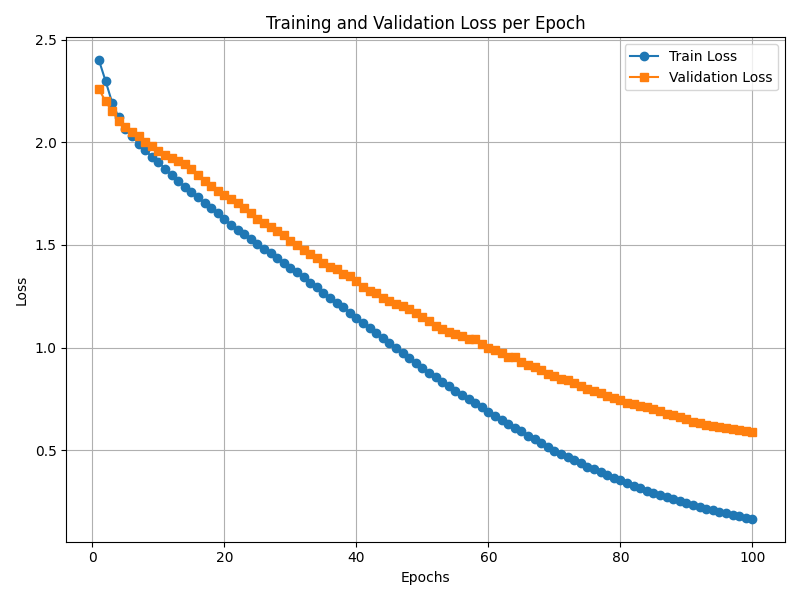 Training and Validation Loss per Epoch
Train Loss
Validation Loss
2.5
2.0
1.5
1.0
0.5
Loss
0 20 40 60 80 100
Epochs